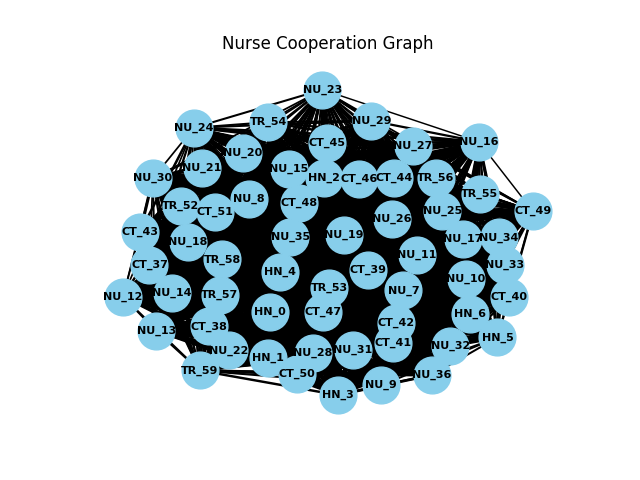 Nurse Cooperation Graph
NU_23
TR_54
NU_29
NU_24
CT_45
NU_16
NU_27
NU_20
NU_21
NU_15
NU_30
HN_2
CT_46
CT_44
TR_56
TR_55
NU_8
CT_48
TR_52
CT_51
NU_25
CT_49
NU_26
CT_43
NU_18
NU_35
NU_19
NU_17
NU_34
NU_11
CT_37
TR_58
NU_33
HN_4
CT_39
NU_10
NU_12
NU_14
TR_57
TR_53
NU_7
CT_40
HN_0
CT_47
HN_6
NU_13
CT_38
CT_42
HN_5
NU_22
HN_1
NU_28
NU_31
CT_41
NU_32
TR_59
CT_50
NU_36
NU_9
HN_3